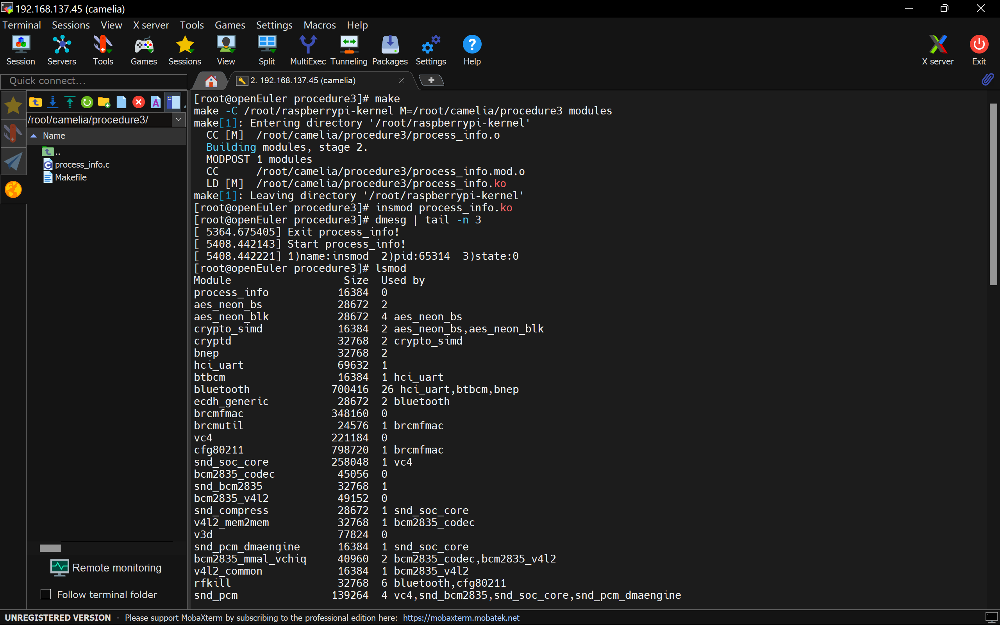 192.168.137.45 (camelia)
Terminal Sessions View X server Tools Games Settings Macros Help
Session Servers Tools Games Sessions View Split MultiExec Tunneling Packages Settings Help X server Exit
Quick connect...
2. 192.168.137.45 (camelia)
/root/camelia/procedure3/
Name
..
process_info.c
Makefile
Remote monitoring
Follow terminal folder
[root@openEuler procedure3]# make
make -C /root/raspberrypi-kernel M=/root/camelia/procedure3 modules
make[1]: Entering directory '/root/raspberrypi-kernel'
  CC [M]  /root/camelia/procedure3/process_info.o
  Building modules, stage 2.
  MODPOST 1 modules
  CC      /root/camelia/procedure3/process_info.mod.o
  LD [M]  /root/camelia/procedure3/process_info.ko
make[1]: Leaving directory '/root/raspberrypi-kernel'
[root@openEuler procedure3]# insmod process_info.ko
[root@openEuler procedure3]# dmesg | tail -n 3
[ 5364.675405] Exit process_info!
[ 5408.442143] Start process_info!
[ 5408.442221] 1)name:insmod  2)pid:65314  3)state:0
[root@openEuler procedure3]# lsmod
Module                  Size  Used by
process_info           16384  0
aes_neon_bs            28672  2
aes_neon_blk           28672  4 aes_neon_bs
crypto_simd            16384  2 aes_neon_bs,aes_neon_blk
cryptd                 32768  2 crypto_simd
bnep                   32768  2
hci_uart               69632  1
btbcm                  16384  1 hci_uart
bluetooth             700416  26 hci_uart,btbcm,bnep
ecdh_generic           28672  2 bluetooth
brcmfmac              348160  0
brcmutil               24576  1 brcmfmac
vc4                   221184  0
cfg80211              798720  1 brcmfmac
snd_soc_core          258048  1 vc4
bcm2835_codec          45056  0
snd_bcm2835            32768  1
bcm2835_v4l2           49152  0
snd_compress           28672  1 snd_soc_core
v4l2_mem2mem           32768  1 bcm2835_codec
v3d                    77824  0
snd_pcm_dmaengine      16384  1 snd_soc_core
bcm2835_mmal_vchiq     40960  2 bcm2835_codec,bcm2835_v4l2
v4l2_common            16384  1 bcm2835_v4l2
rfkill                 32768  6 bluetooth,cfg80211
snd_pcm               139264  4 vc4,snd_bcm2835,snd_soc_core,snd_pcm_dmaengine
UNREGISTERED VERSION - Please support MobaXterm by subscribing to the professional edition here: https://mobaxterm.mobatek.net